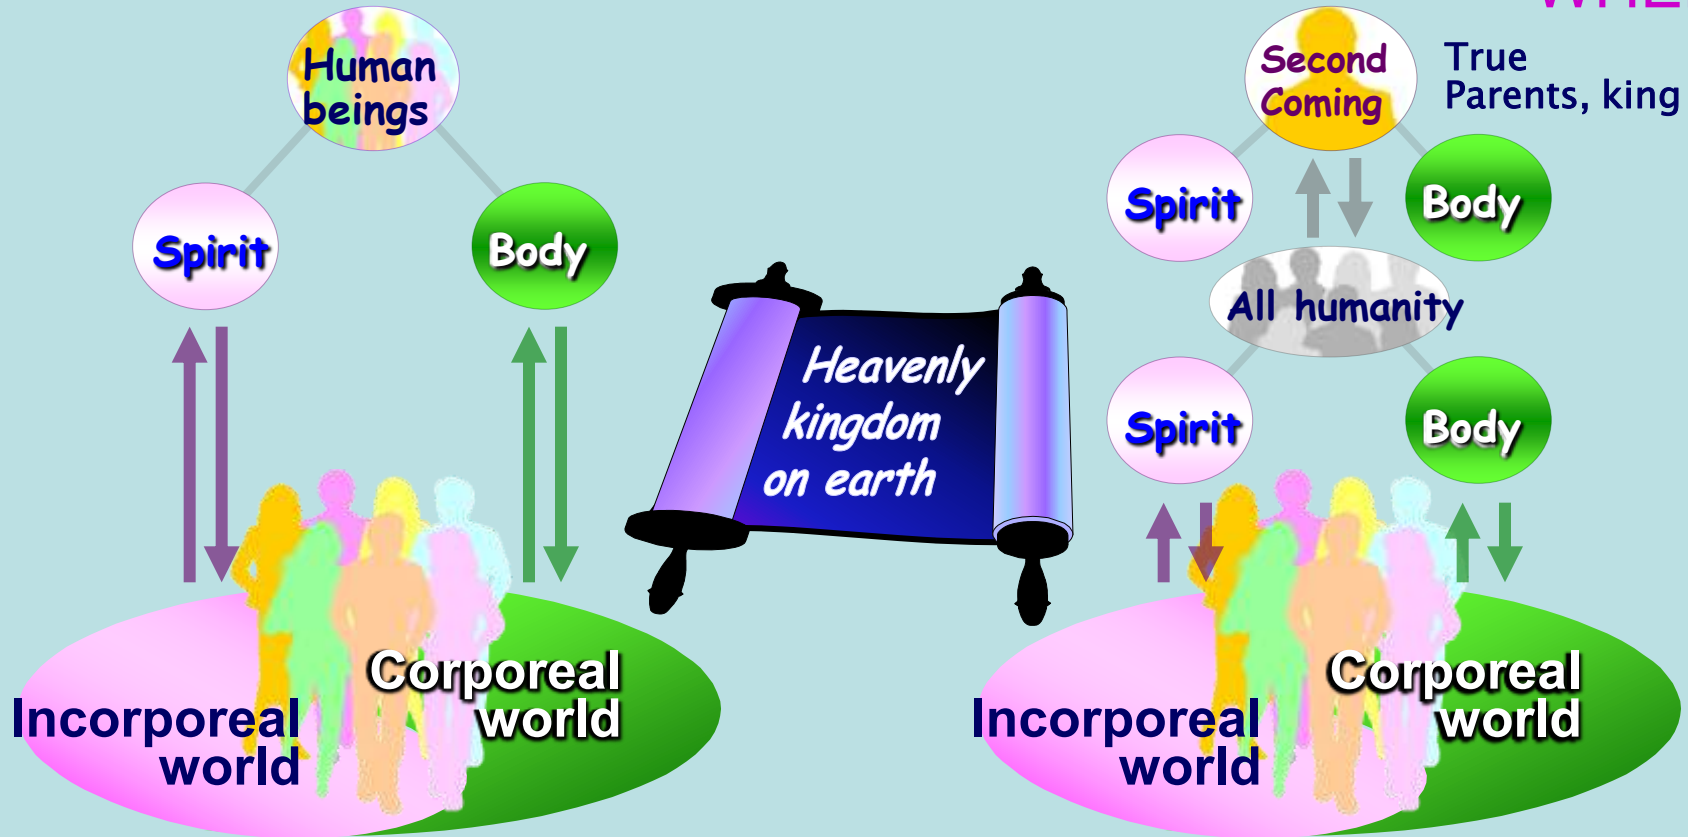 Human
beings
Spirit
Body
Incorporeal
world
Corporeal
world
Heavenly
kingdom
on earth
Second
Coming
True
Parents, king
Spirit
Body
All humanity
Spirit
Body
Incorporeal
world
Corporeal
world